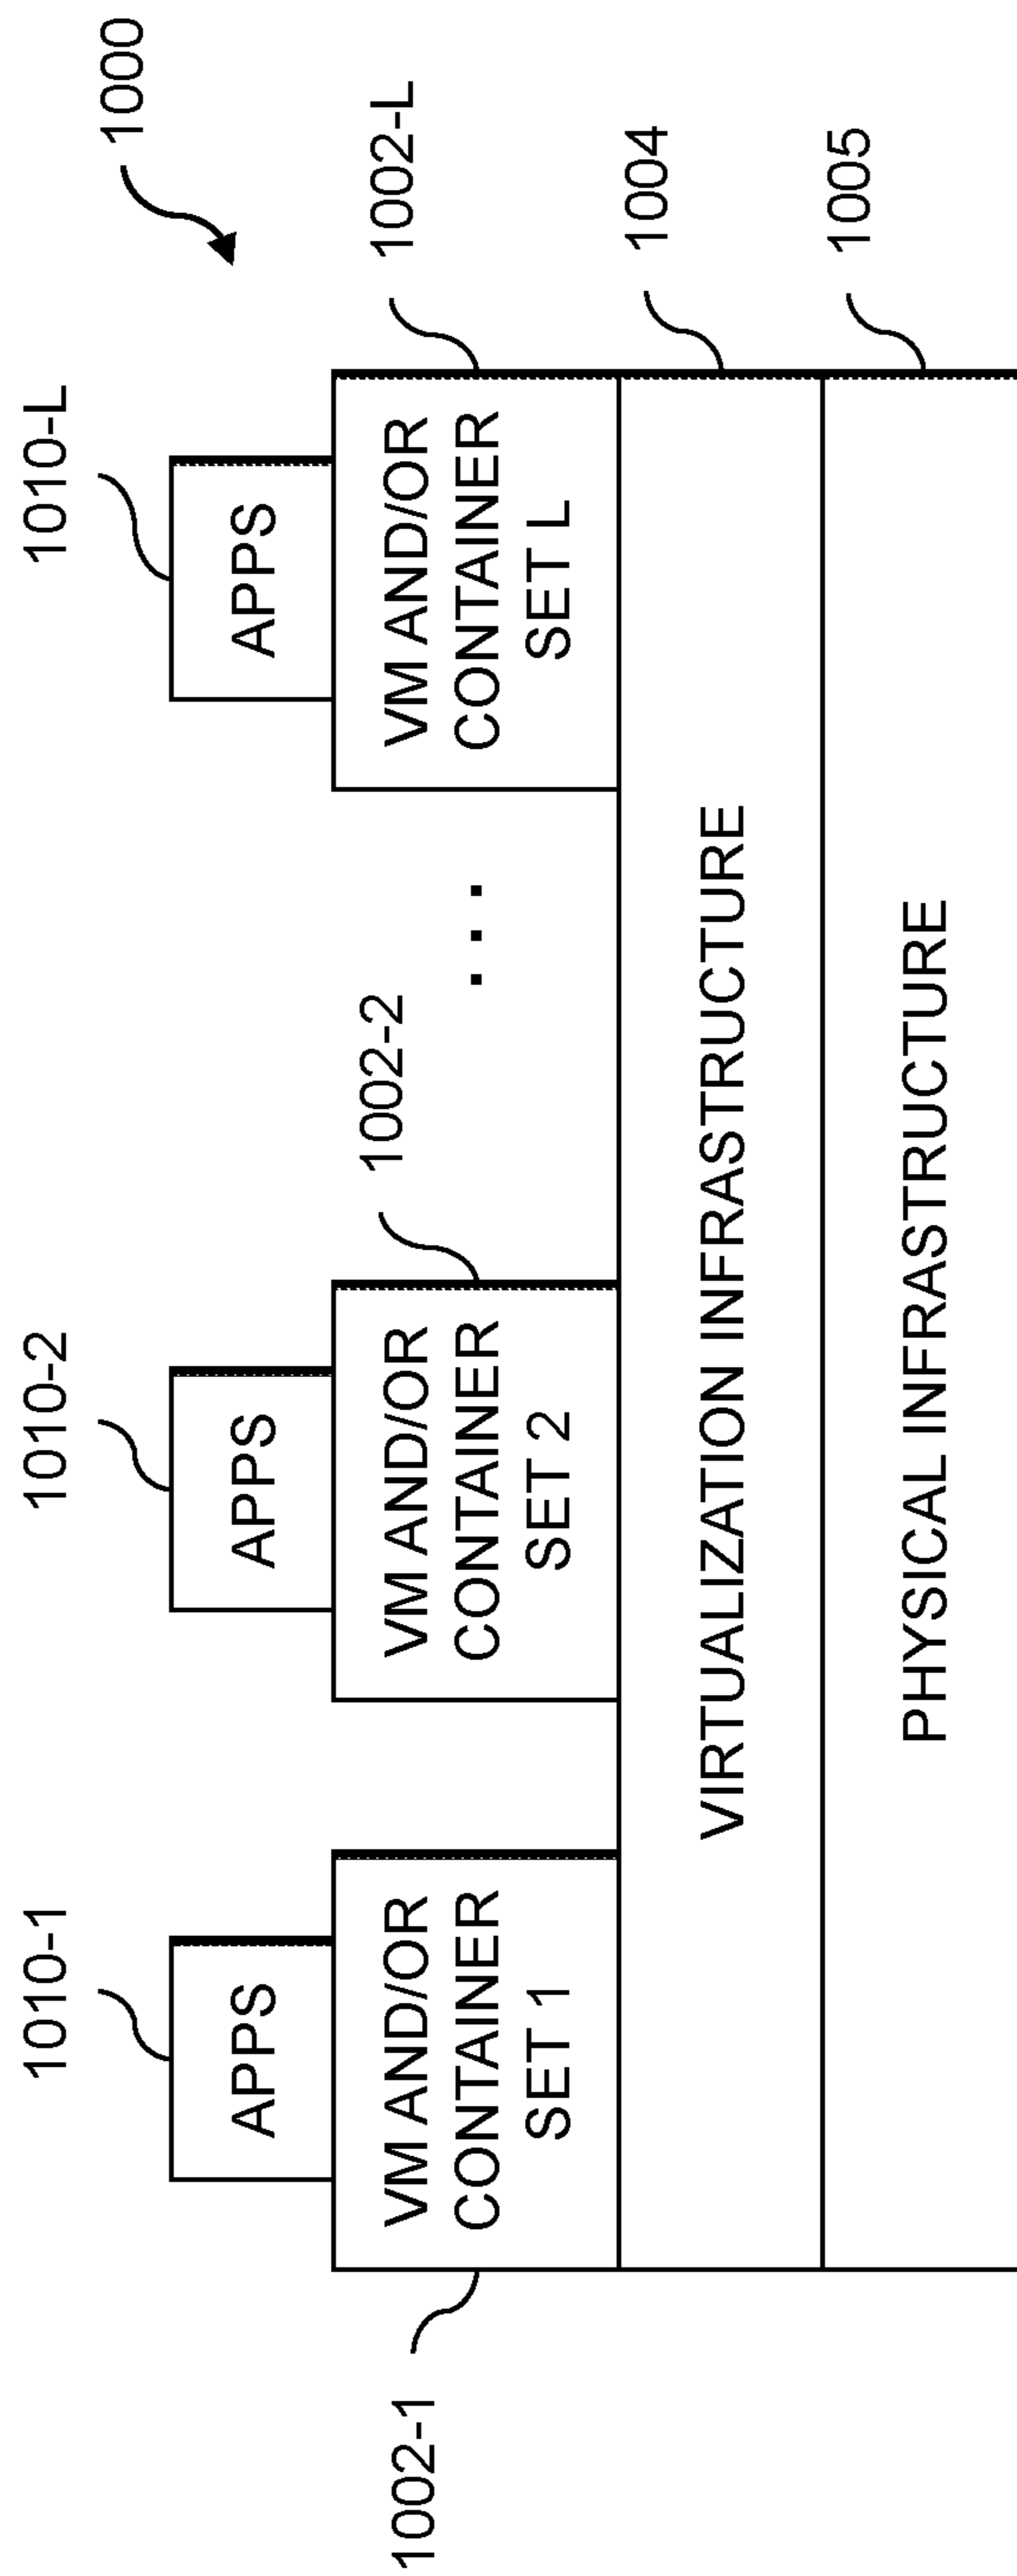 1000
1010-1
1010-2
1010-L
APPS
APPS
APPS
1002-1
VM AND/OR
CONTAINER
SET 1
VM AND/OR
CONTAINER
SET 2
1002-2
...
VM AND/OR
CONTAINER
SET L
1002-L
VIRTUALIZATION INFRASTRUCTURE
1004
PHYSICAL INFRASTRUCTURE
1005